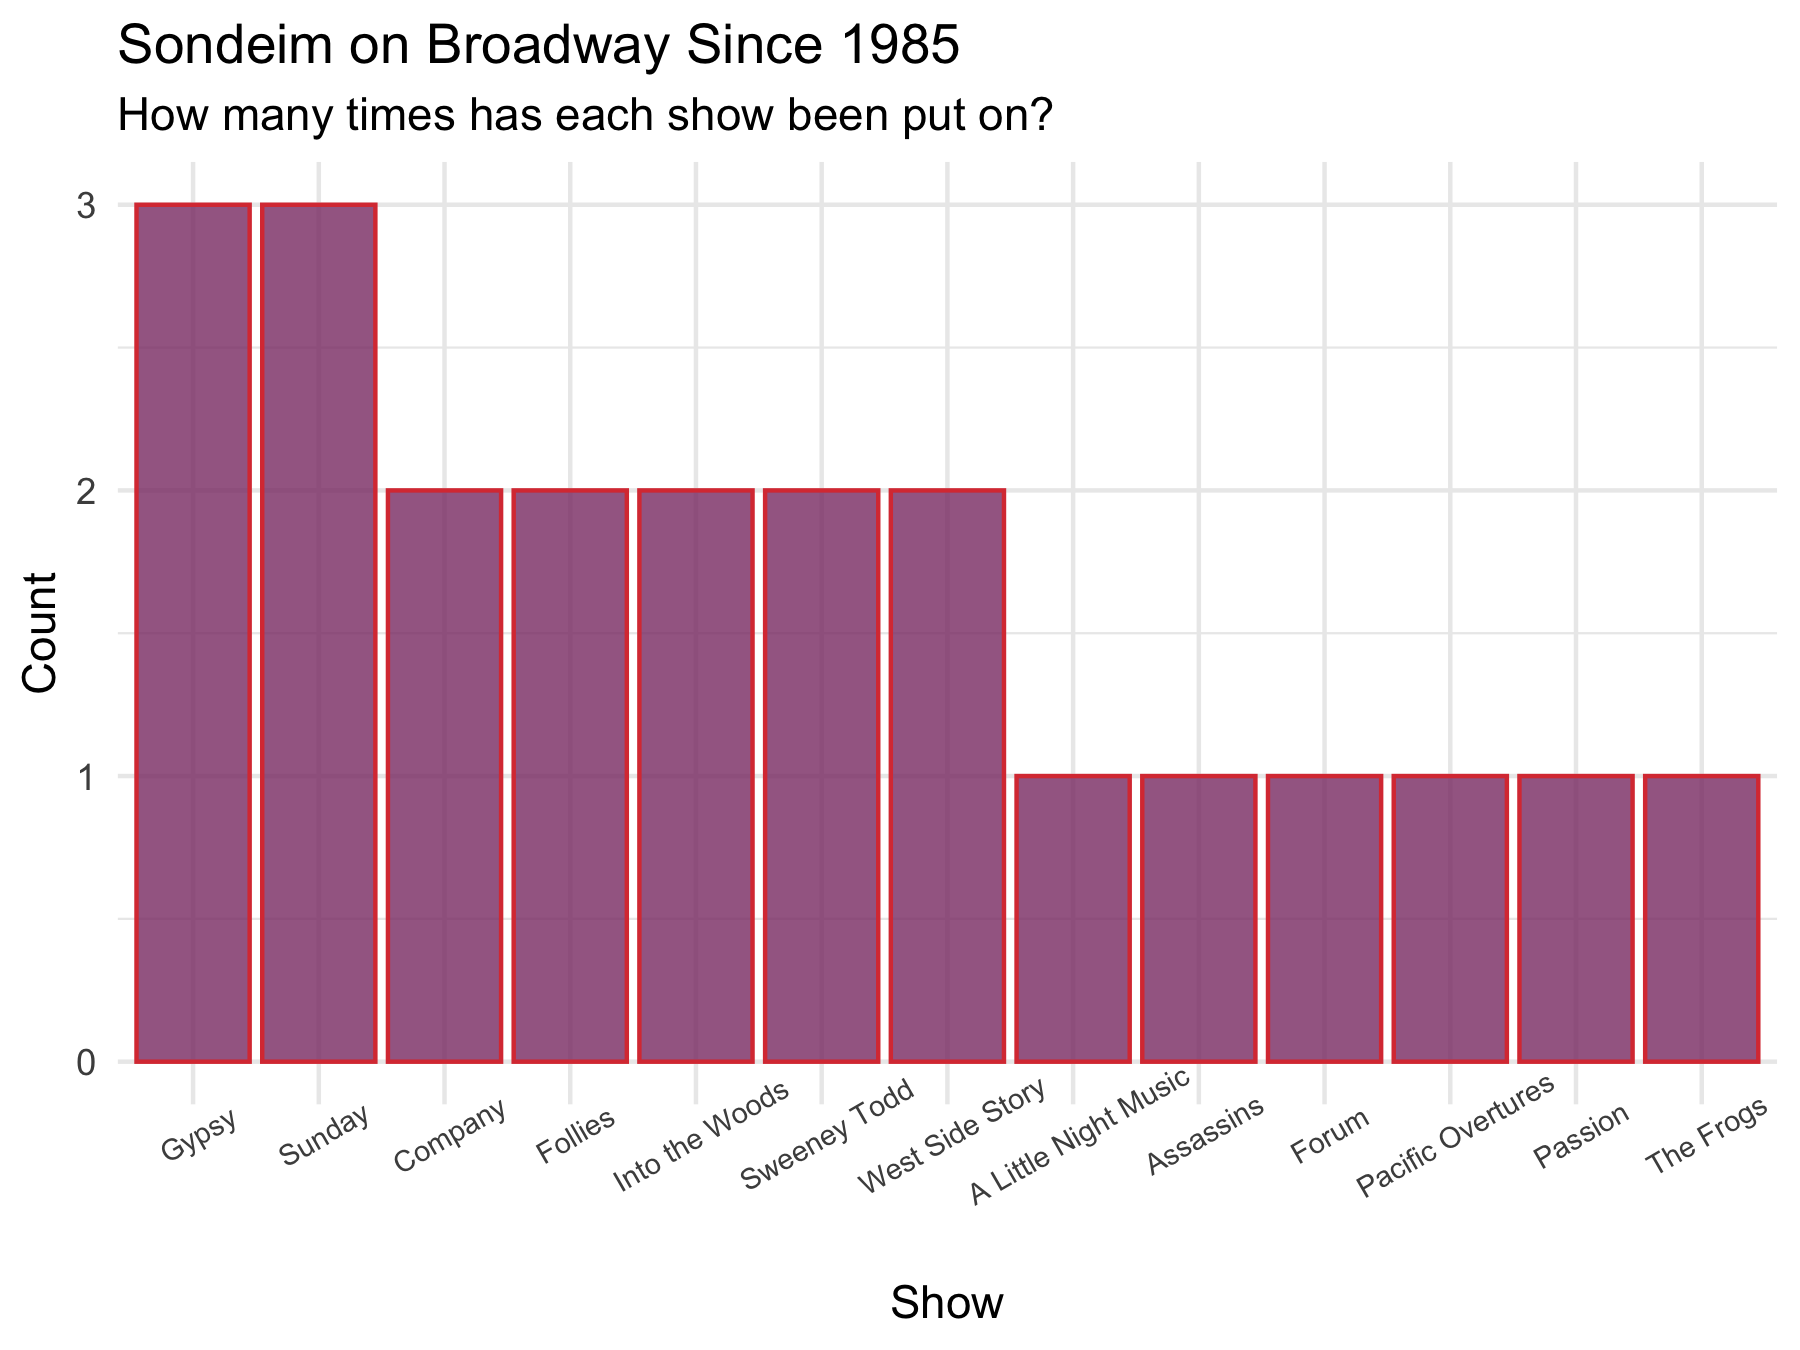 Sondeim on Broadway Since 1985
How many times has each show been put on?
3
2
1
0
Count
Gypsy
Sunday
Company
Follies
Into the Woods
Sweeney Todd
West Side Story
A Little Night Music
Assassins
Forum
Pacific Overtures
Passion
The Frogs
Show